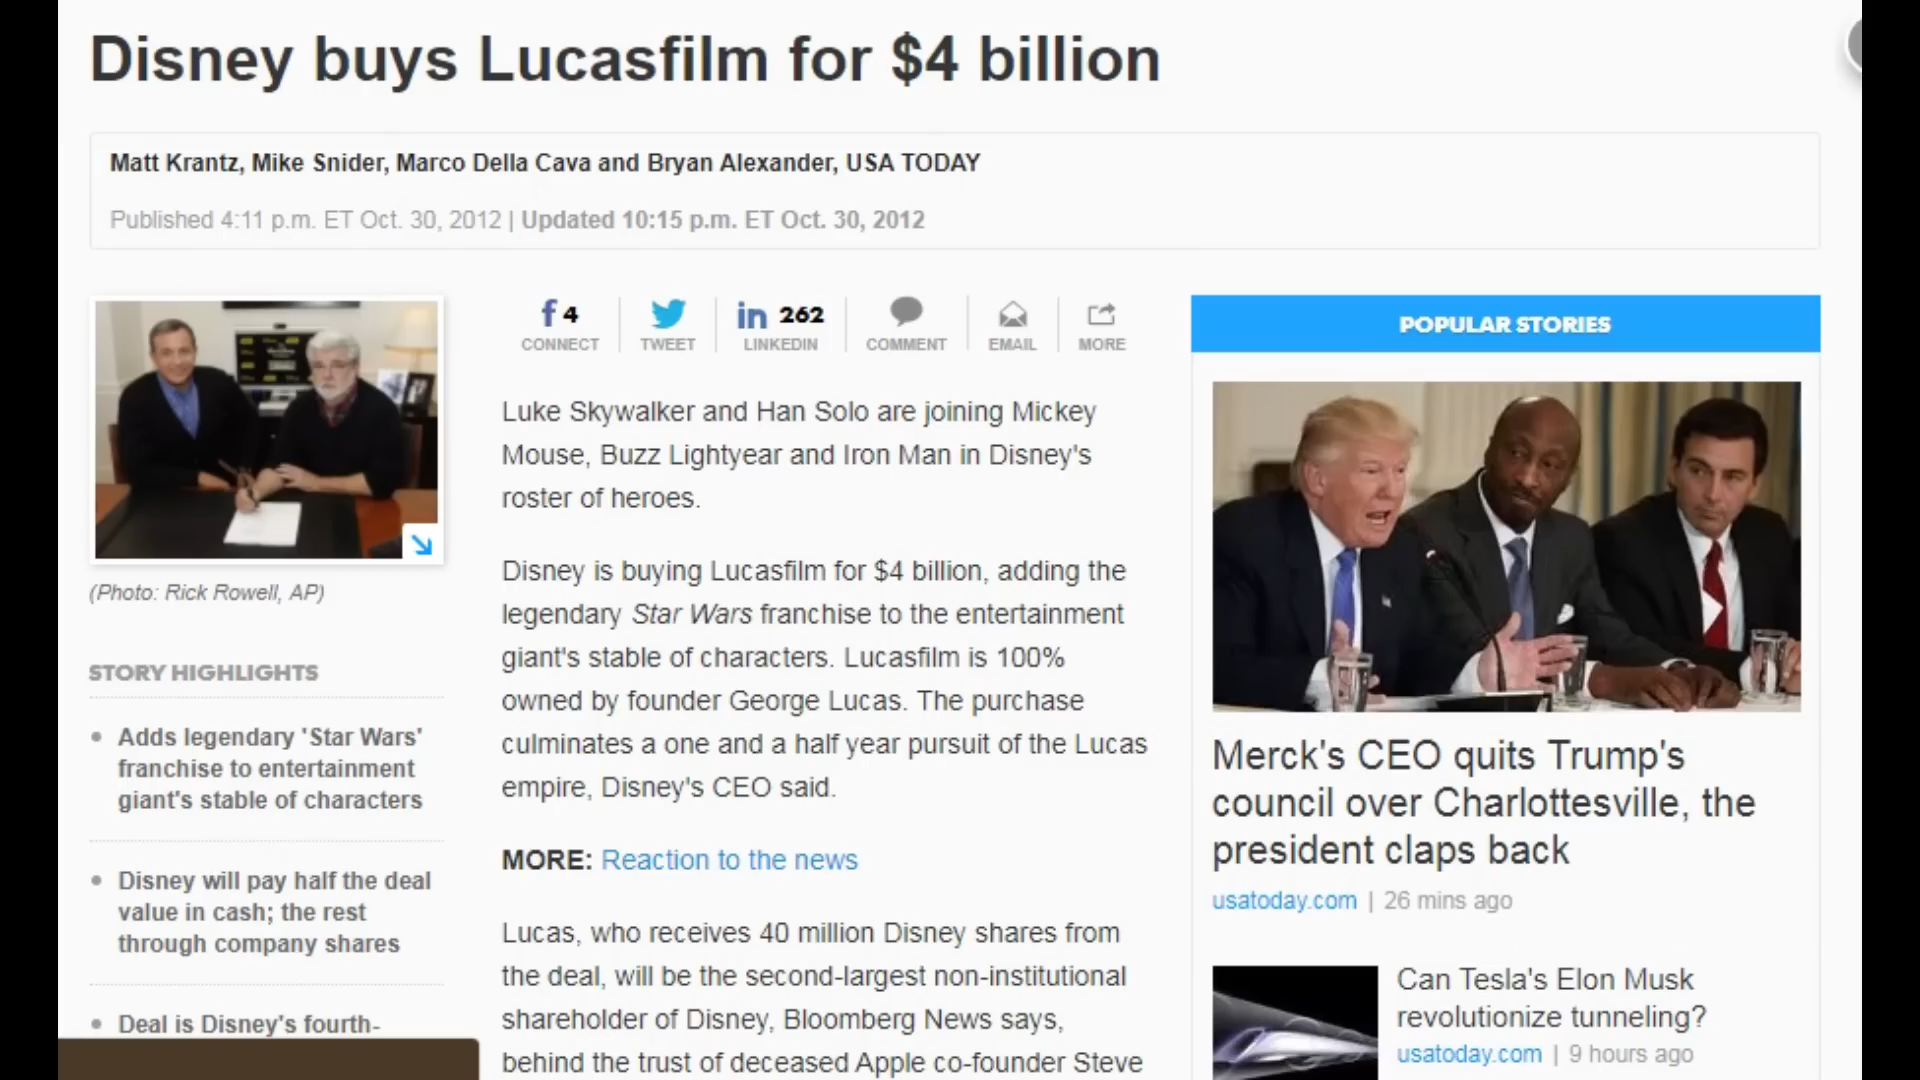 Disney buys Lucasfilm for $4 billion
Matt Krantz, Mike Snider, Marco Della Cava and Bryan Alexander, USA TODAY
Published 4:11 p.m. ET Oct. 30, 2012 | Updated 10:15 p.m. ET Oct. 30, 2012
(Photo: Rick Rowell, AP)
STORY HIGHLIGHTS
• Adds legendary 'Star Wars'
franchise to entertainment
giant's stable of characters
• Disney will pay half the deal
value in cash; the rest
through company shares
• Deal is Disney's fourth-
f 4
CONNECT
TWEET
in 262
LINKEDIN
COMMENT
EMAIL
MORE
Luke Skywalker and Han Solo are joining Mickey
Mouse, Buzz Lightyear and Iron Man in Disney's
roster of heroes.
Disney is buying Lucasfilm for $4 billion, adding the
legendary Star Wars franchise to the entertainment
giant's stable of characters. Lucasfilm is 100%
owned by founder George Lucas. The purchase
culminates a one and a half year pursuit of the Lucas
empire, Disney's CEO said.
MORE: Reaction to the news
Lucas, who receives 40 million Disney shares from
the deal, will be the second-largest non-institutional
shareholder of Disney, Bloomberg News says,
behind the trust of deceased Apple co-founder Steve
POPULAR STORIES
Merck's CEO quits Trump's
council over Charlottesville, the
president claps back
usatoday.com | 26 mins ago
Can Tesla's Elon Musk
revolutionize tunneling?
usatoday.com | 9 hours ago